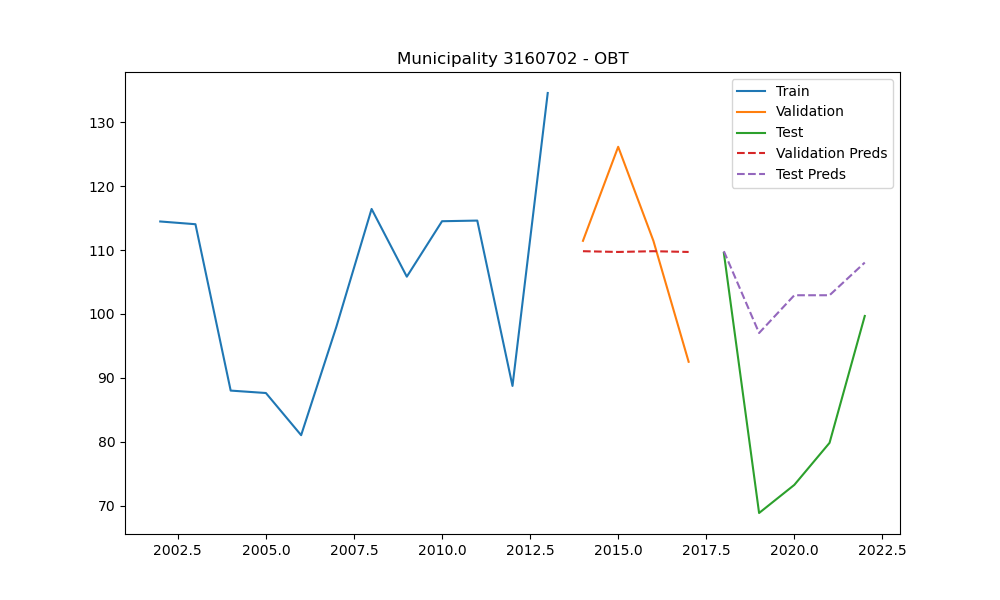 Municipality 3160702 - OBT
Train
Validation
Test
Validation Preds
Test Preds
130
120
110
100
90
80
70
2002.5 2005.0 2007.5 2010.0 2012.5 2015.0 2017.5 2020.0 2022.5